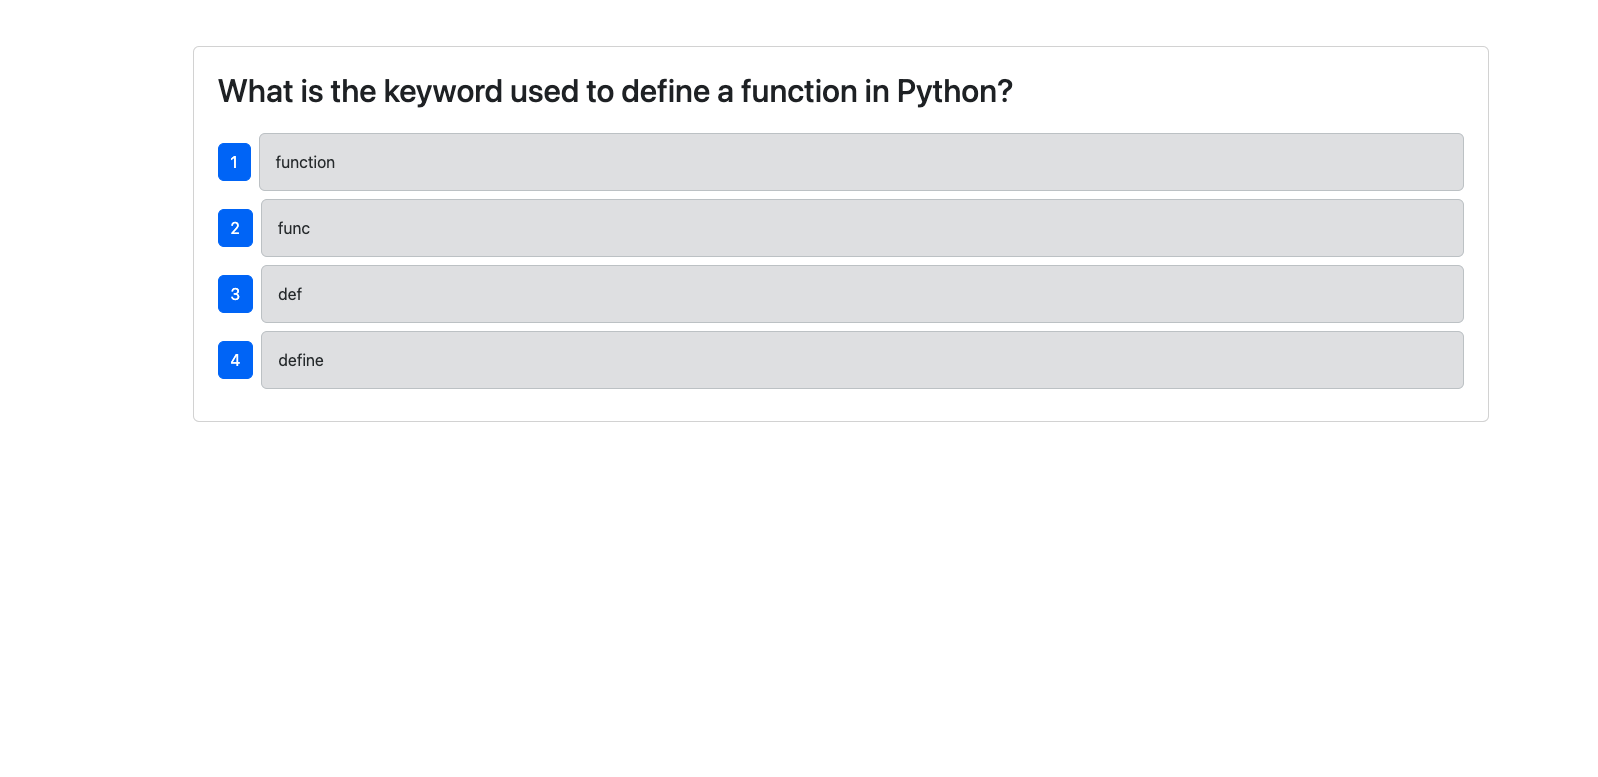 What is the keyword used to define a function in Python?
1 function
2 func
3 def
4 define